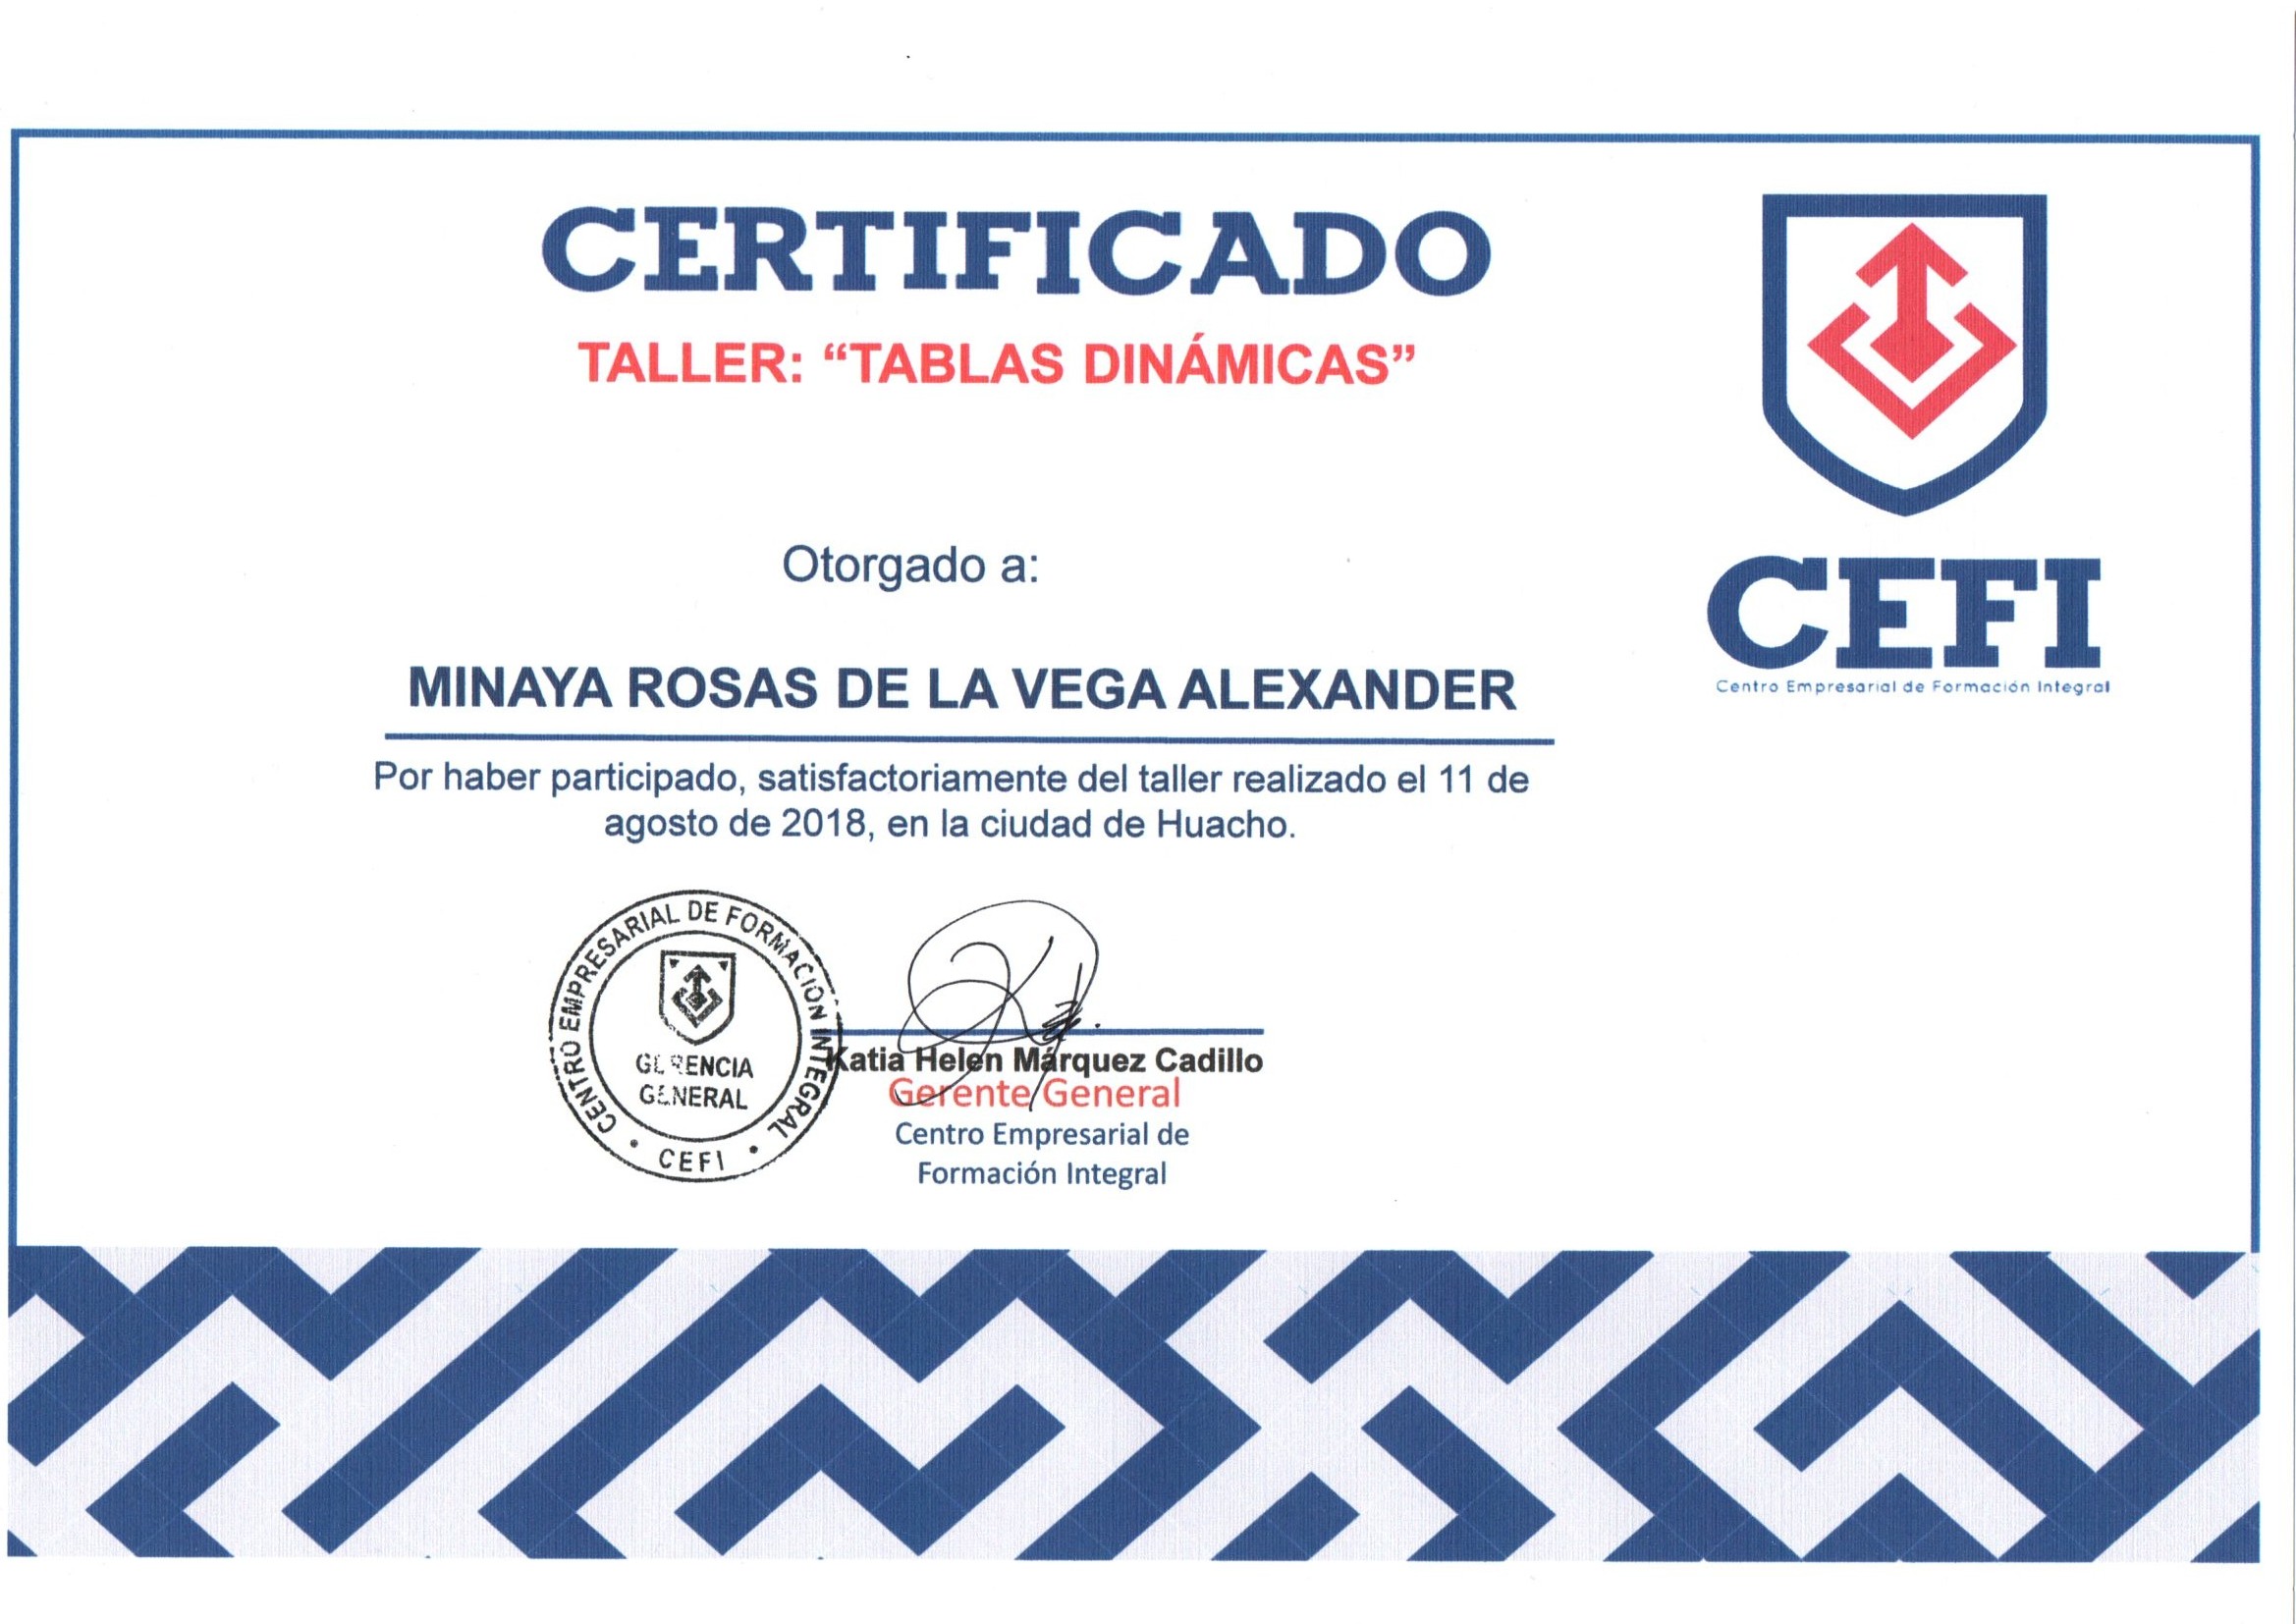 CERTIFICADO
TALLER: “TABLAS DINÁMICAS”
Otorgado a:
MINAYA ROSAS DE LA VEGA ALEXANDER
Por haber participado, satisfactoriamente del taller realizado el 11 de
agosto de 2018, en la ciudad de Huacho.
CEFI
Centro Empresarial de Formación Integral
CENTRO EMPRESARIAL DE FORMACION INTEGRAL
GERENCIA
GENERAL
• CEFI •
Katia Helen Márquez Cadillo
Gerente General
Centro Empresarial de
Formación Integral